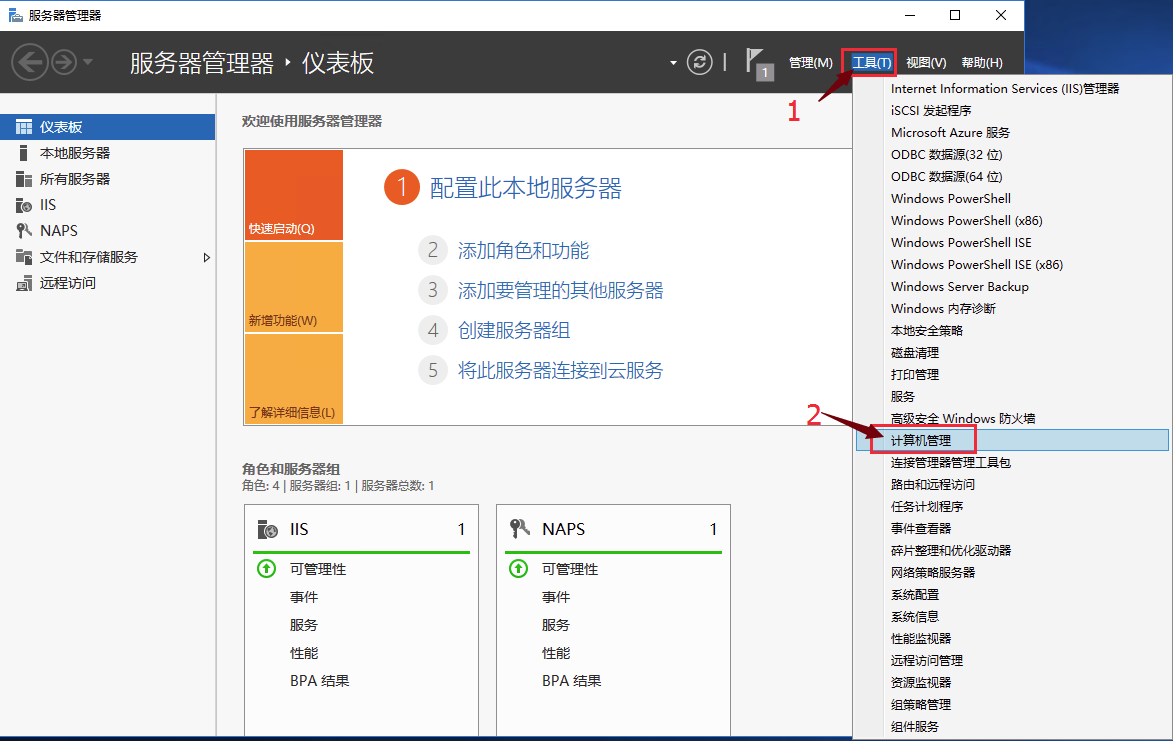 服务器管理器
服务器管理器 · 仪表板
1
管理(M)
工具(T)
视图(V)
帮助(H)
1
仪表板
本地服务器
所有服务器
IIS
NAPS
文件和存储服务
远程访问
欢迎使用服务器管理器
快速启动(Q)
新增功能(W)
了解详细信息(L)
1 配置此本地服务器
2 添加角色和功能
3 添加要管理的其他服务器
4 创建服务器组
5 将此服务器连接到云服务
角色和服务器组
角色: 4 | 服务器组: 1 | 服务器总数: 1
IIS 1
可管理性
事件
服务
性能
BPA 结果
NAPS 1
可管理性
事件
服务
性能
BPA 结果
Internet Information Services (IIS)管理器
iSCSI 发起程序
Microsoft Azure 服务
ODBC 数据源(32 位)
ODBC 数据源(64 位)
Windows PowerShell
Windows PowerShell (x86)
Windows PowerShell ISE
Windows PowerShell ISE (x86)
Windows Server Backup
Windows 内存诊断
本地安全策略
磁盘清理
打印管理
服务
高级安全 Windows 防火墙
2
计算机管理
连接管理器管理工具包
路由和远程访问
任务计划程序
事件查看器
碎片整理和优化驱动器
网络策略服务器
系统配置
系统信息
性能监视器
远程访问管理
资源监视器
组策略管理
组件服务